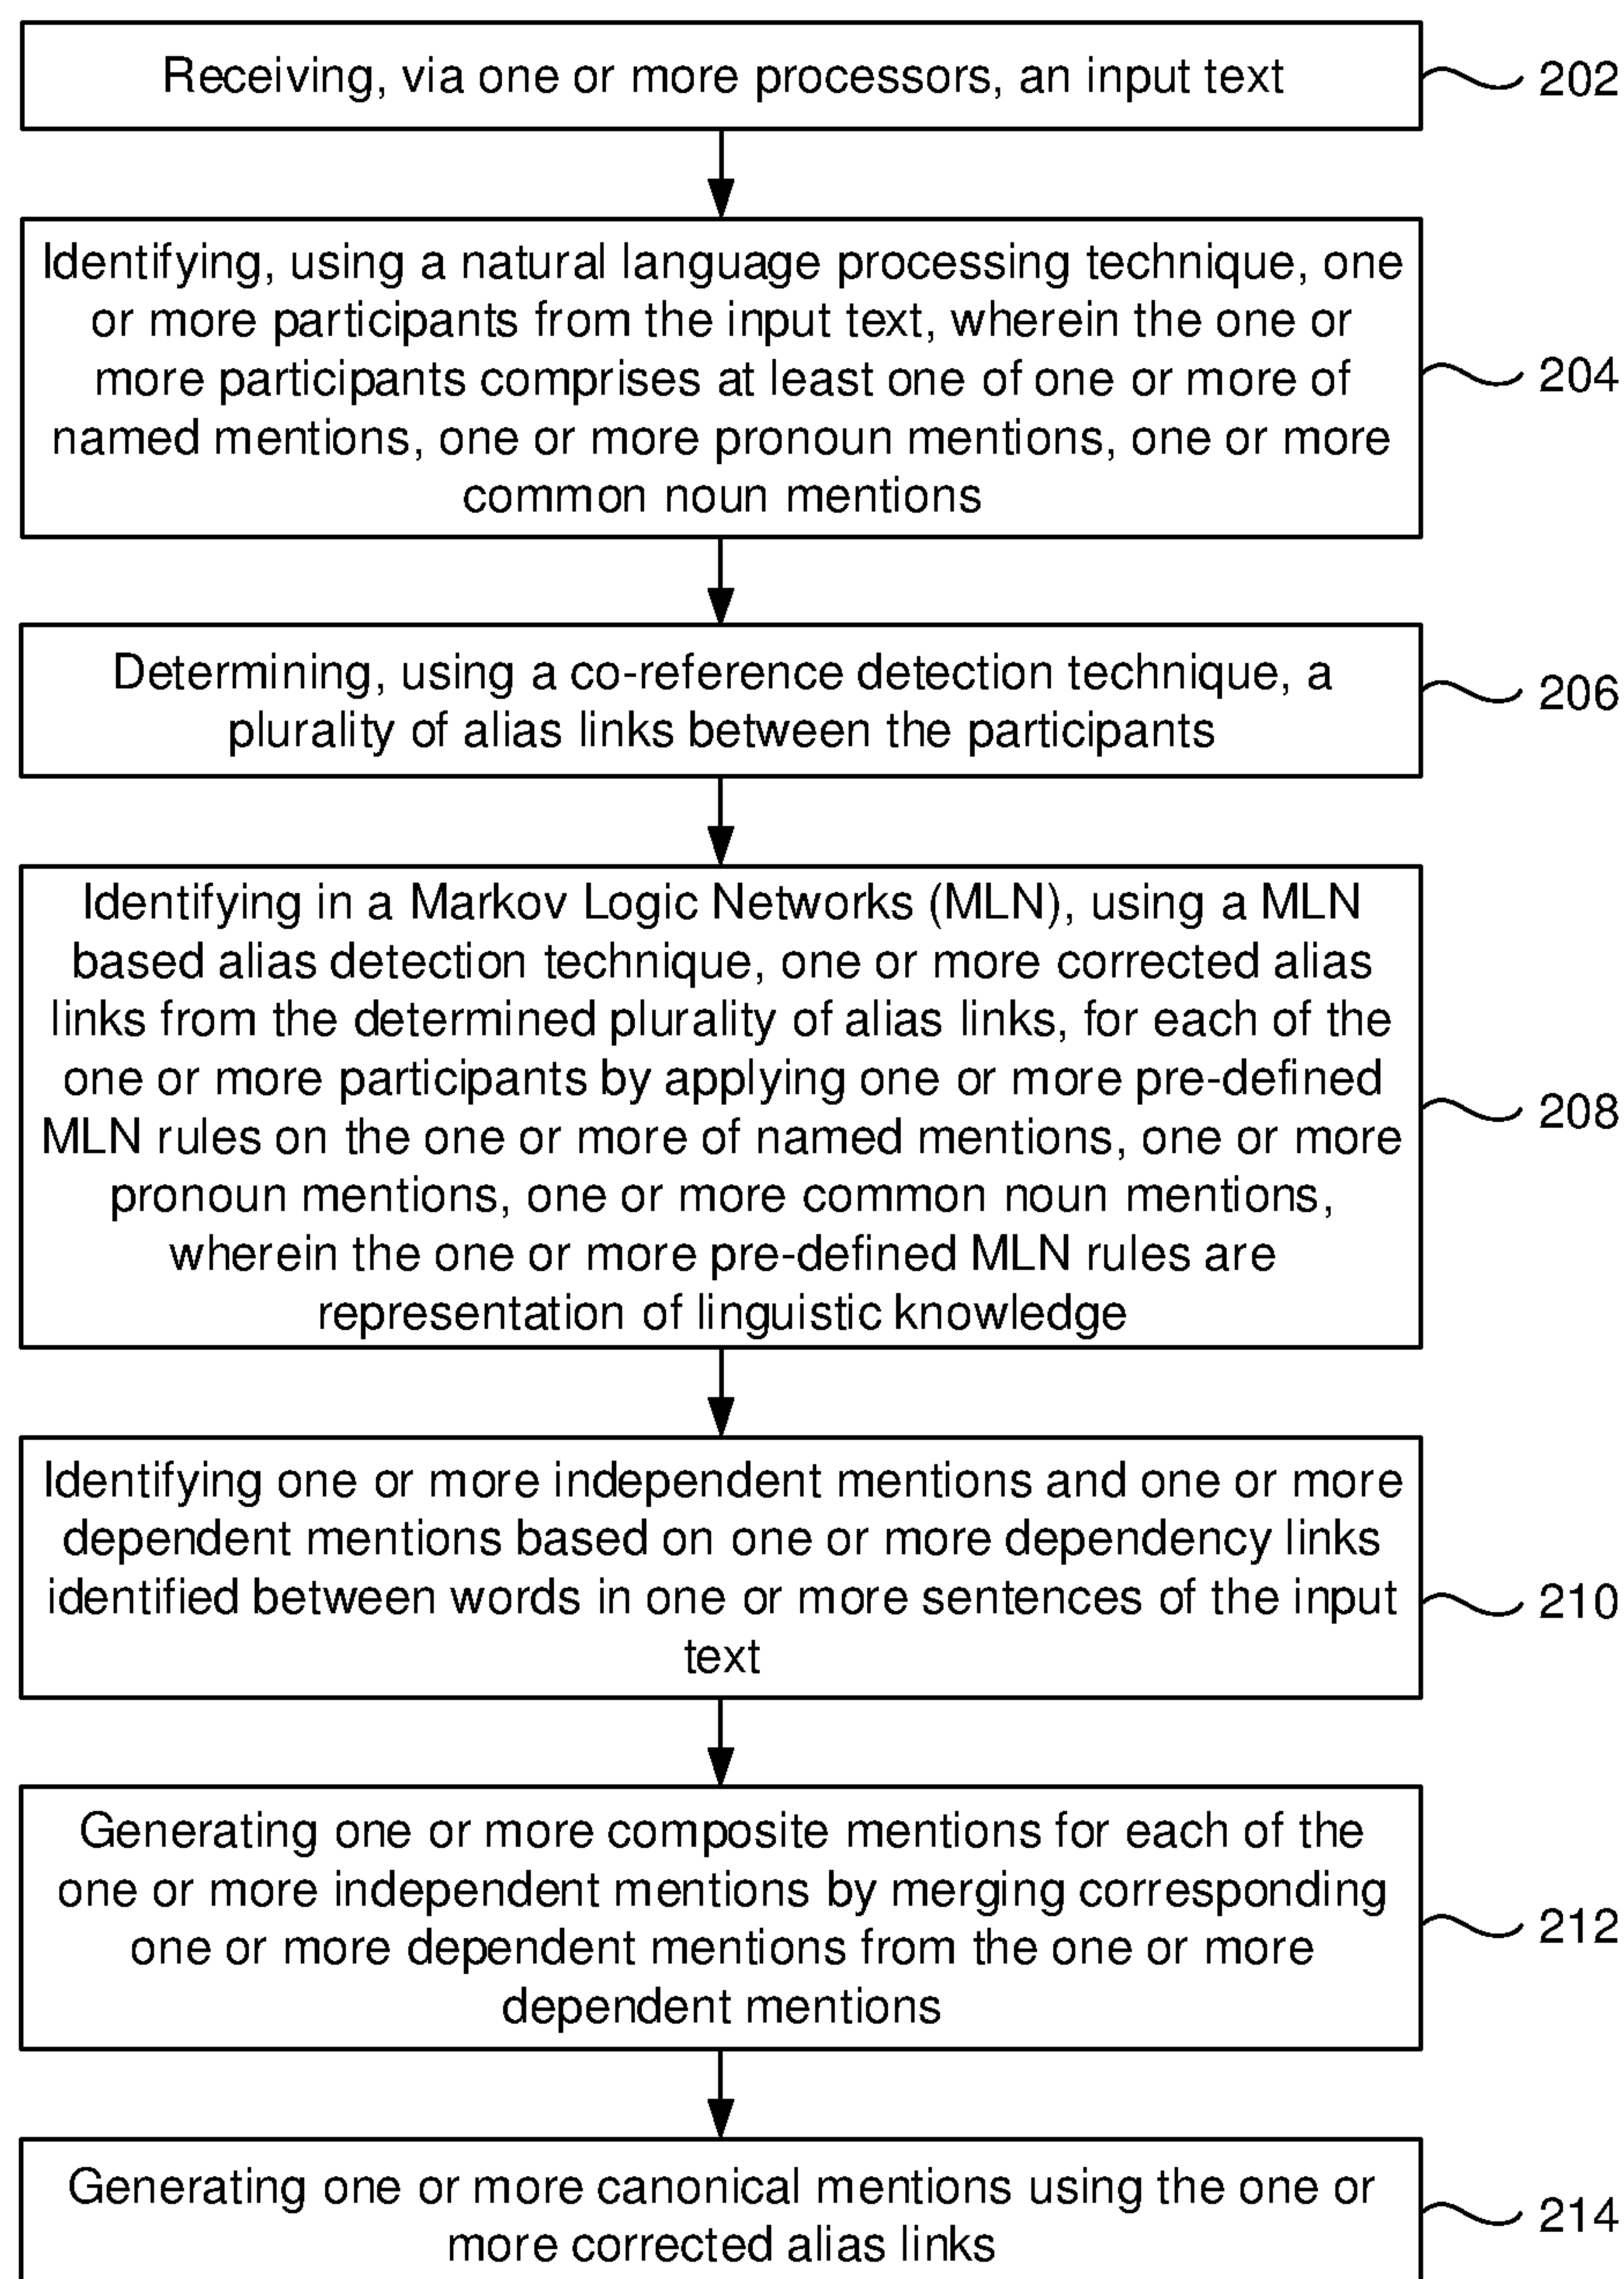 Receiving, via one or more processors, an input text
202
Identifying, using a natural language processing technique, one
or more participants from the input text, wherein the one or
more participants comprises at least one of one or more of
named mentions, one or more pronoun mentions, one or more
common noun mentions
204
Determining, using a co-reference detection technique, a
plurality of alias links between the participants
206
Identifying in a Markov Logic Networks (MLN), using a MLN
based alias detection technique, one or more corrected alias
links from the determined plurality of alias links, for each of the
one or more participants by applying one or more pre-defined
MLN rules on the one or more of named mentions, one or more
pronoun mentions, one or more common noun mentions,
wherein the one or more pre-defined MLN rules are
representation of linguistic knowledge
208
Identifying one or more independent mentions and one or more
dependent mentions based on one or more dependency links
identified between words in one or more sentences of the input
text
210
Generating one or more composite mentions for each of the
one or more independent mentions by merging corresponding
one or more dependent mentions from the one or more
dependent mentions
212
Generating one or more canonical mentions using the one or
more corrected alias links
214